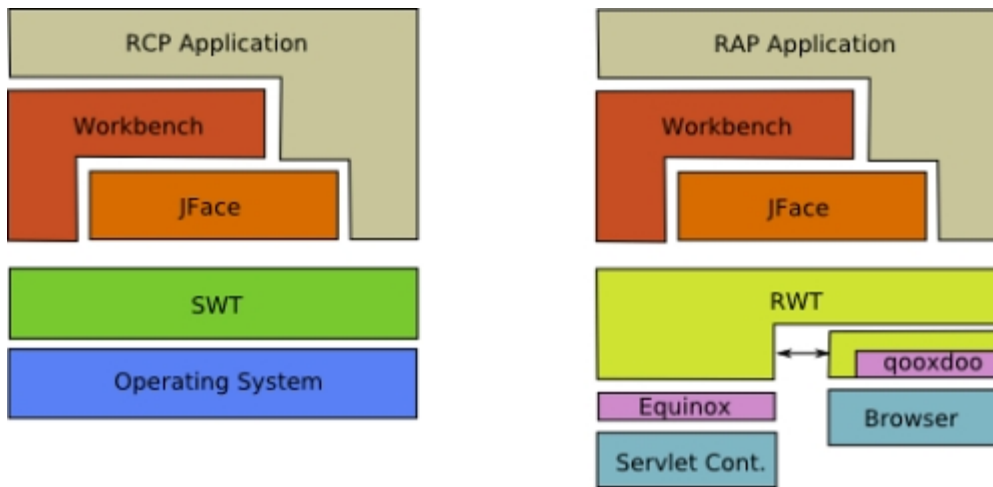 RCP Application
Workbench
JFace
SWT
Operating System
RAP Application
Workbench
JFace
RWT
qooxdoo
Equinox
Browser
Servlet Cont.